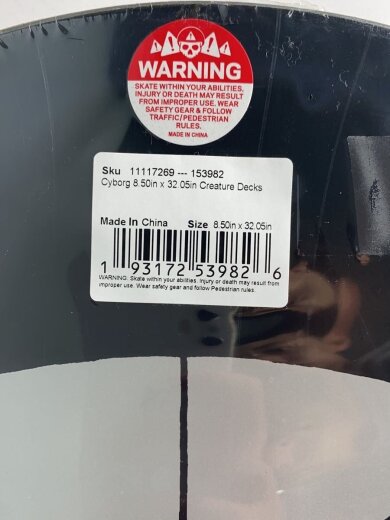 WARNING
SKATE WITHIN YOUR ABILITIES.
INJURY OR DEATH MAY RESULT
FROM IMPROPER USE. WEAR
SAFETY GEAR & FOLLOW
TRAFFIC/PEDESTRIAN
RULES.
MADE IN CHINA
Sku 11117269 --- 153982
Cyborg 8.50in x 32.05in Creature Decks
Made In China Size 8.50in x 32.05in
1 93172 53982 6
WARNING: Skate within your abilities. Injury or death may result from
improper use. Wear safety gear and follow Pedestrian rules.